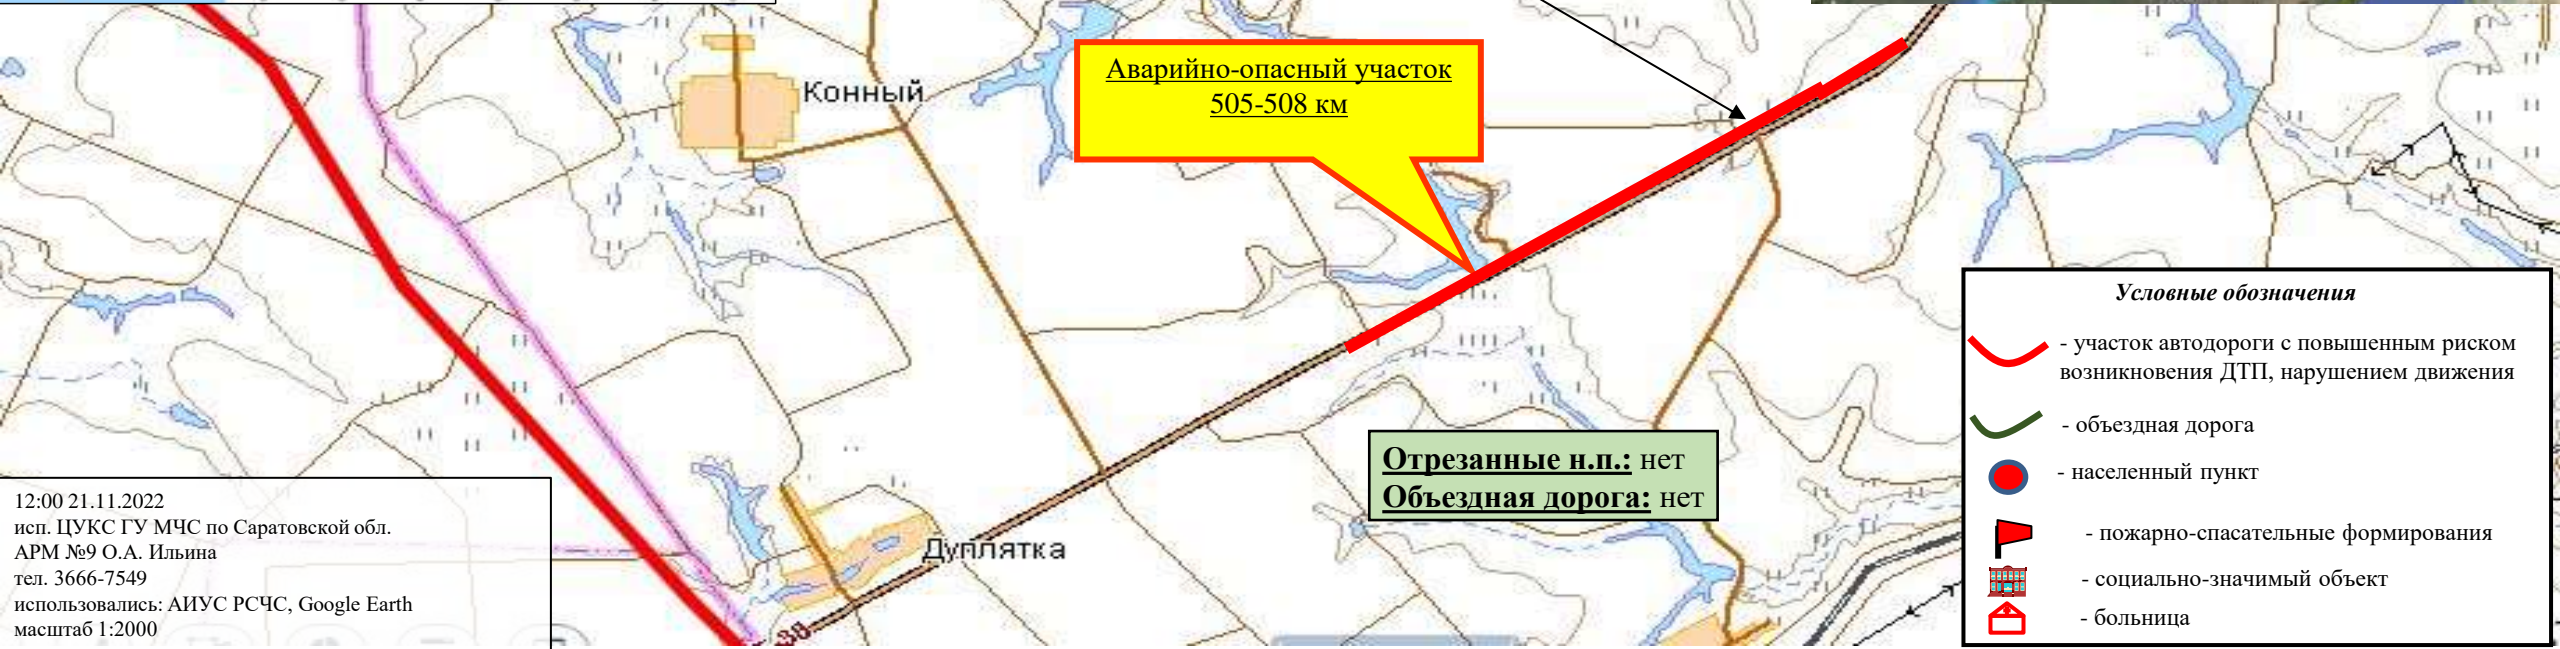 Конный
Аварийно-опасный участок
505-508 км
Условные обозначения
- участок автодороги с повышенным риском
возникновения ДТП, нарушением движения
- объездная дорога
- населенный пункт
- пожарно-спасательные формирования
- социально-значимый объект
- больница
Отрезанные н.п.: нет
Объездная дорога: нет
12:00 21.11.2022
исп. ЦУКС ГУ МЧС по Саратовской обл.
АРМ №9 О.А. Ильина
тел. 3666-7549
использовались: АИУС РСЧС, Google Earth
масштаб 1:2000
Дуплятка